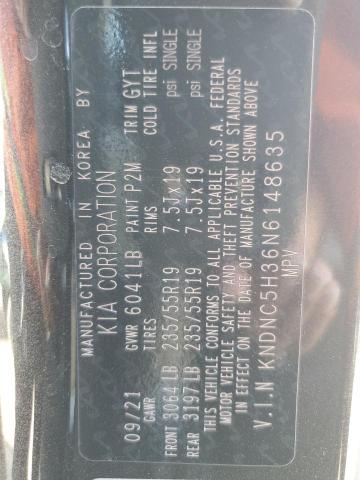 MANUFACTURED IN KOREA BY
KIA CORPORATION
09/21 GVWR 6041LB PAINT P2M TRIM GYT
GAWR TIRES RIMS COLD TIRE INFL
FRONT 3064LB 235/55R19 7.5Jx19 psi SINGLE
REAR 3197LB 235/55R19 7.5Jx19 psi SINGLE
THIS VEHICLE CONFORMS TO ALL APPLICABLE U.S.A. FEDERAL
MOTOR VEHICLE SAFETY AND THEFT PREVENTION STANDARDS
IN EFFECT ON THE DATE OF MANUFACTURE SHOWN ABOVE
V.I.N KNDNC5H36N6148635
MPV